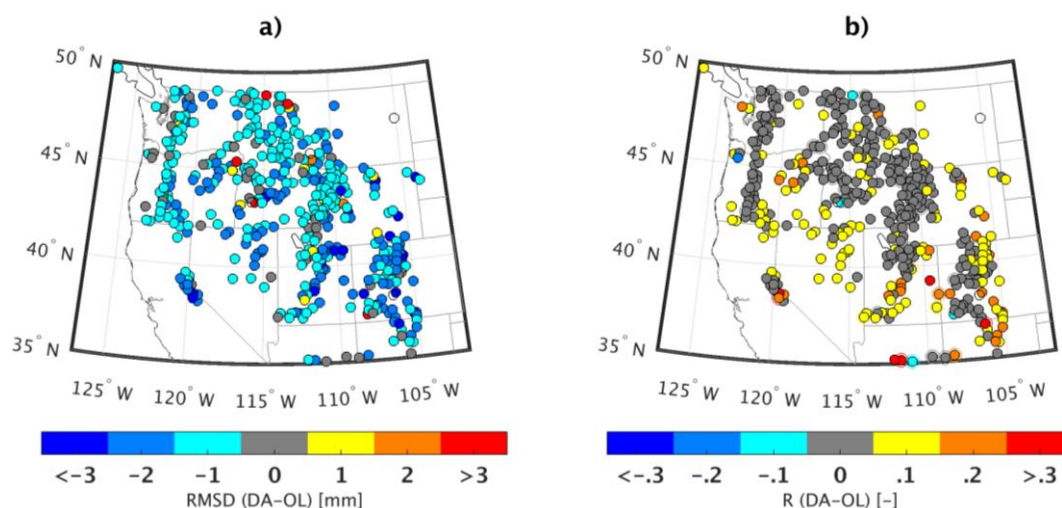 a)
b)
50° N
45° N
40° N
35° N
125° W
120° W
115° W
110° W
105° W
50° N
45° N
40° N
35° N
125° W
120° W
115° W
110° W
105° W
<-3 -2 -1 0 1 2 >3
RMSD (DA-OL) [mm]
<-.3 -.2 -.1 0 .1 .2 >.3
R (DA-OL) [-]